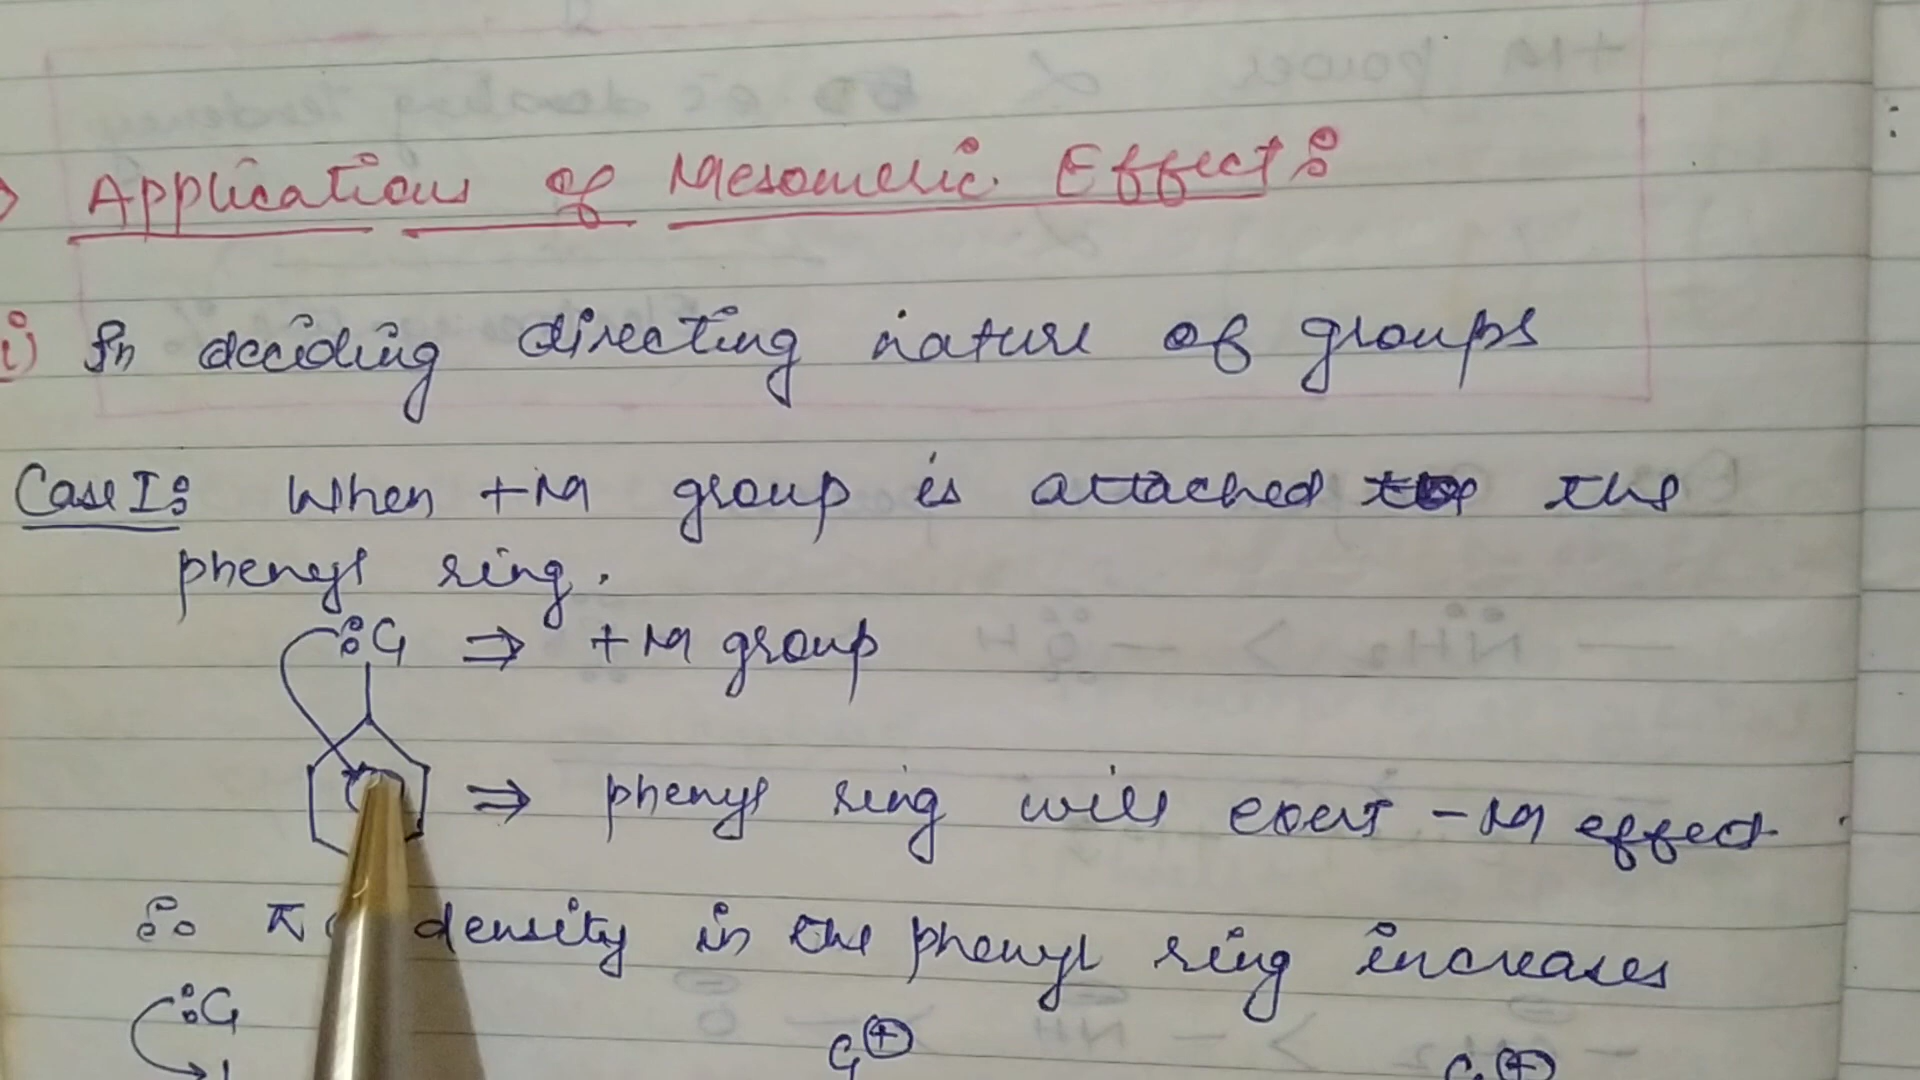 Applications of Mesomeric Effect:
i) In deciding directing nature of groups
Case I: When +M group is attached to the
phenyl ring.
:G ⇒ +M group
⇒ phenyl ring will exert -M effect
∴ π density in the phenyl ring increases
:G
G⊕
G⊕